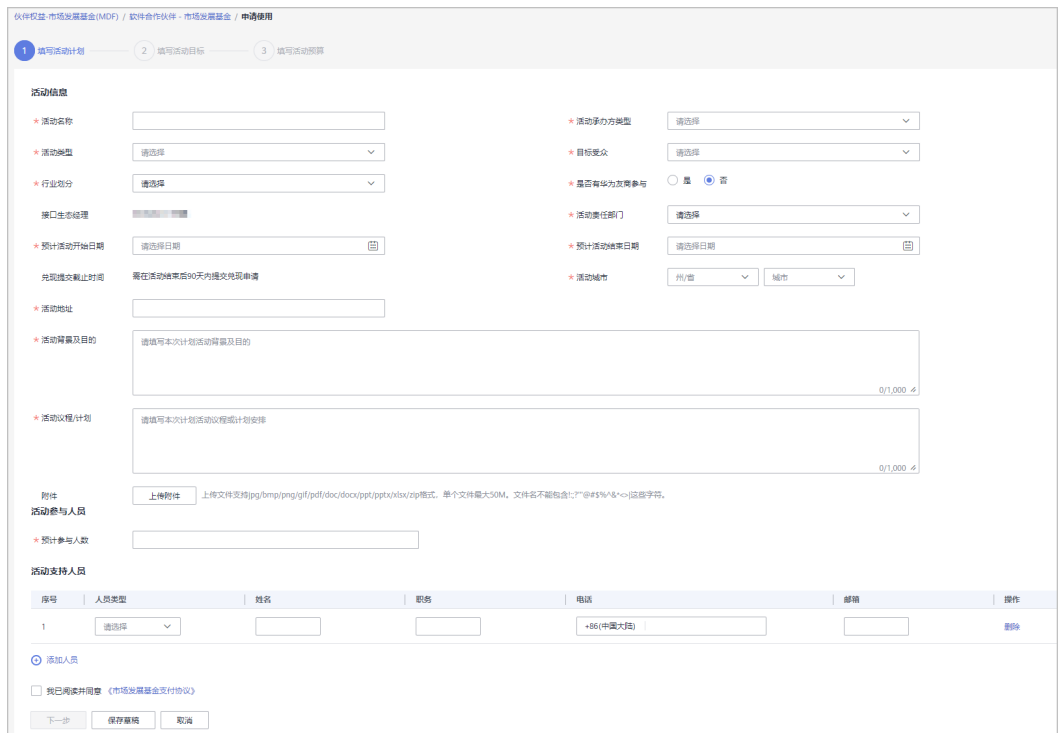 伙伴权益-市场发展基金(MDF) / 软件合作伙伴 - 市场发展基金 / 申请使用
1 填写活动计划 2 填写活动目标 3 填写活动预算
活动信息
* 活动名称 * 活动承办方类型 请选择
* 活动类型 请选择 * 目标受众 请选择
* 行业划分 请选择 * 是否有华为友商参与 是 否
接口生态经理 * 活动责任部门 请选择
* 预计活动开始日期 请选择日期 * 预计活动结束日期 请选择日期
兑现提交截止时间 需在活动结束后90天内提交兑现申请 * 活动城市 州/省 城市
* 活动地址
* 活动背景及目的 请填写本次计划活动背景及目的
0/1,000
* 活动议程/计划 请填写本次计划活动议程或计划安排
0/1,000
附件 上传附件 上传文件支持jpg/bmp/png/gif/pdf/doc/docx/ppt/pptx/xlsx/zip格式，单个文件最大50M。文件名不能包含!;?'"@#$%^&*<>|这些字符。
活动参与人员
* 预计参与人数
活动支持人员
序号 人员类型 姓名 职务 电话 邮箱 操作
1 请选择 +86(中国大陆) 删除
添加人员
我已阅读并同意 《市场发展基金支付协议》
下一步 保存草稿 取消